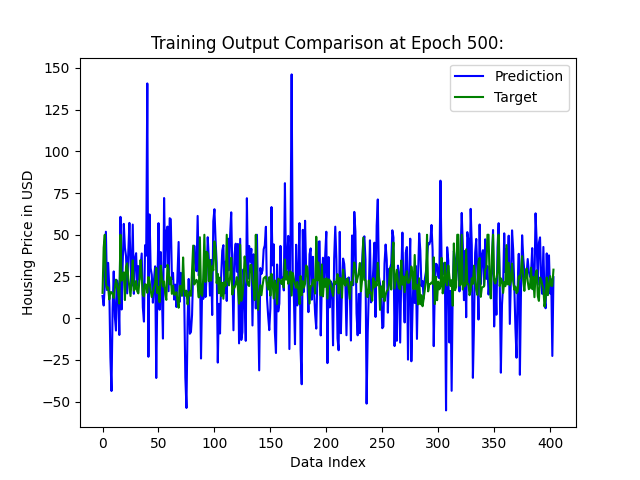 Training Output Comparison at Epoch 500:
Prediction
Target
Housing Price in USD
150
125
100
75
50
25
0
−25
−50
0 50 100 150 200 250 300 350 400
Data Index